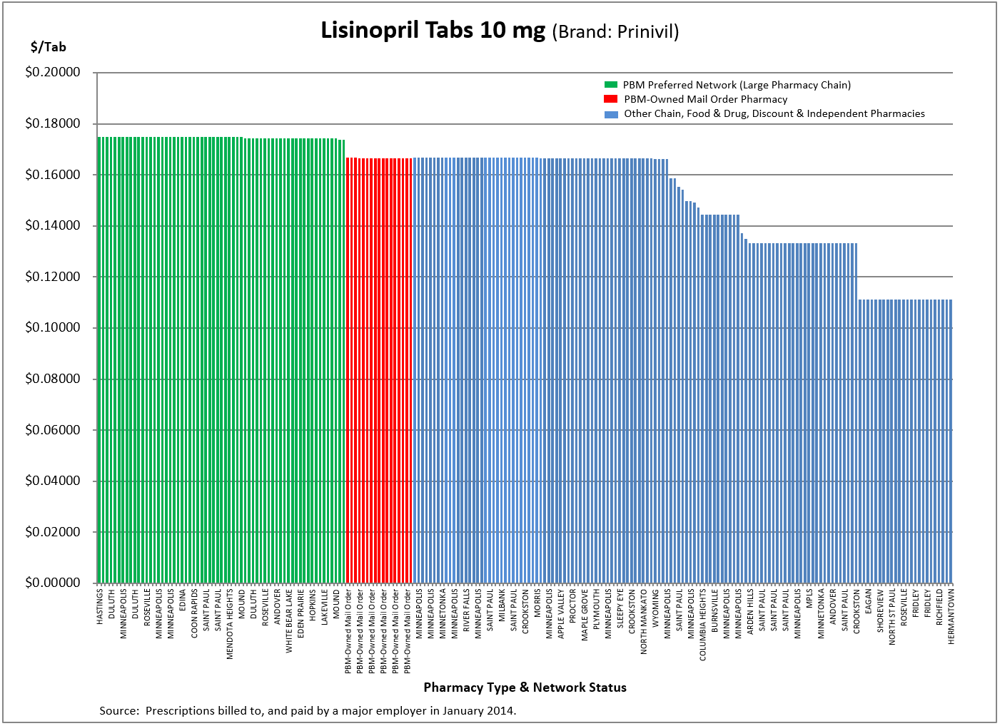 Lisinopril Tabs 10 mg (Brand: Prinivil)
$/Tab
$0.20000
$0.18000
$0.16000
$0.14000
$0.12000
$0.10000
$0.08000
$0.06000
$0.04000
$0.02000
$0.00000
PBM Preferred Network (Large Pharmacy Chain)
PBM-Owned Mail Order Pharmacy
Other Chain, Food & Drug, Discount & Independent Pharmacies
HASTINGS
DULUTH
MINNEAPOLIS
DULUTH
ROSEVILLE
MINNEAPOLIS
MINNEAPOLIS
EDINA
COON RAPIDS
SAINT PAUL
SAINT PAUL
MENDOTA HEIGHTS
MOUND
DULUTH
ROSEVILLE
ANDOVER
WHITE BEAR LAKE
EDEN PRAIRIE
HOPKINS
LAKEVILLE
MOUND
PBM-Owned Mail Order
PBM-Owned Mail Order
PBM-Owned Mail Order
PBM-Owned Mail Order
PBM-Owned Mail Order
PBM-Owned Mail Order
MINNEAPOLIS
MINNEAPOLIS
MINNETONKA
MINNEAPOLIS
RIVER FALLS
MINNEAPOLIS
SAINT PAUL
MILBANK
SAINT PAUL
CROOKSTON
MORRIS
MINNEAPOLIS
APPLE VALLEY
PROCTOR
MAPLE GROVE
PLYMOUTH
MINNEAPOLIS
SLEEPY EYE
CROOKSTON
NORTH MANKATO
WYOMING
MINNEAPOLIS
SAINT PAUL
MINNEAPOLIS
COLUMBIA HEIGHTS
BURNSVILLE
MINNEAPOLIS
MINNEAPOLIS
ARDEN HILLS
SAINT PAUL
SAINT PAUL
SAINT PAUL
MINNEAPOLIS
MPLS
MINNETONKA
ANDOVER
SAINT PAUL
CROOKSTON
EAGAN
SHOREVIEW
NORTH ST PAUL
ROSEVILLE
FRIDLEY
FRIDLEY
RICHFIELD
HERMANTOWN
Pharmacy Type & Network Status
Source:  Prescriptions billed to, and paid by a major employer in January 2014.